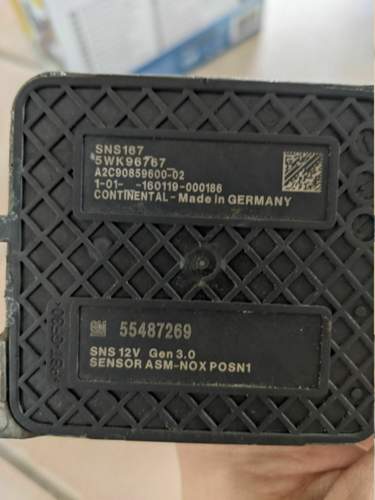 SNS167
5WK96767
A2C90859600-02
1-01- -160119-000186
CONTINENTAL - Made in GERMANY
GM 55487269
SNS 12V Gen 3.0
SENSOR ASM-NOX POSN1